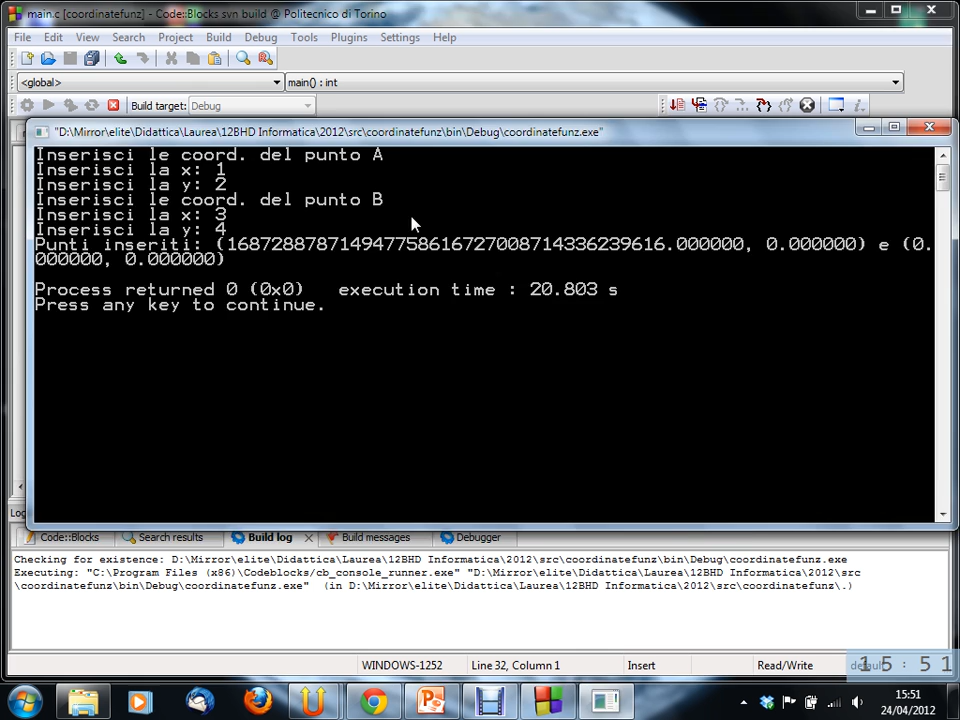 main.c [coordinatefunz] - Code::Blocks svn build @ Politecnico di Torino
File Edit View Search Project Build Debug Tools Plugins Settings Help
<global> main() : int
Build target: Debug
"D:\Mirror\elite\Didattica\Laurea\12BHD Informatica\2012\src\coordinatefunz\bin\Debug\coordinatefunz.exe"
Inserisci le coord. del punto A
Inserisci la x: 1
Inserisci la y: 2
Inserisci le coord. del punto B
Inserisci la x: 3
Inserisci la y: 4
Punti inseriti: (16872887871494775861672700871433623961​6.000000, 0.000000) e (0.
000000, 0.000000)
Process returned 0 (0x0) execution time : 20.803 s
Press any key to continue.
Code::Blocks Search results Build log Build messages Debugger
Checking for existence: D:\Mirror\elite\Didattica\Laurea\12BHD Informatica\2012\src\coordinatefunz\bin\Debug\coordinatefunz.exe
Executing: "C:\Program Files (x86)\Codeblocks/cb_console_runner.exe" "D:\Mirror\elite\Didattica\Laurea\12BHD Informatica\2012\src
\coordinatefunz\bin\Debug\coordinatefunz.exe" (in D:\Mirror\elite\Didattica\Laurea\12BHD Informatica\2012\src\coordinatefunz\.)
WINDOWS-1252 Line 32, Column 1 Insert Read/Write default
15:51
15:51
24/04/2012